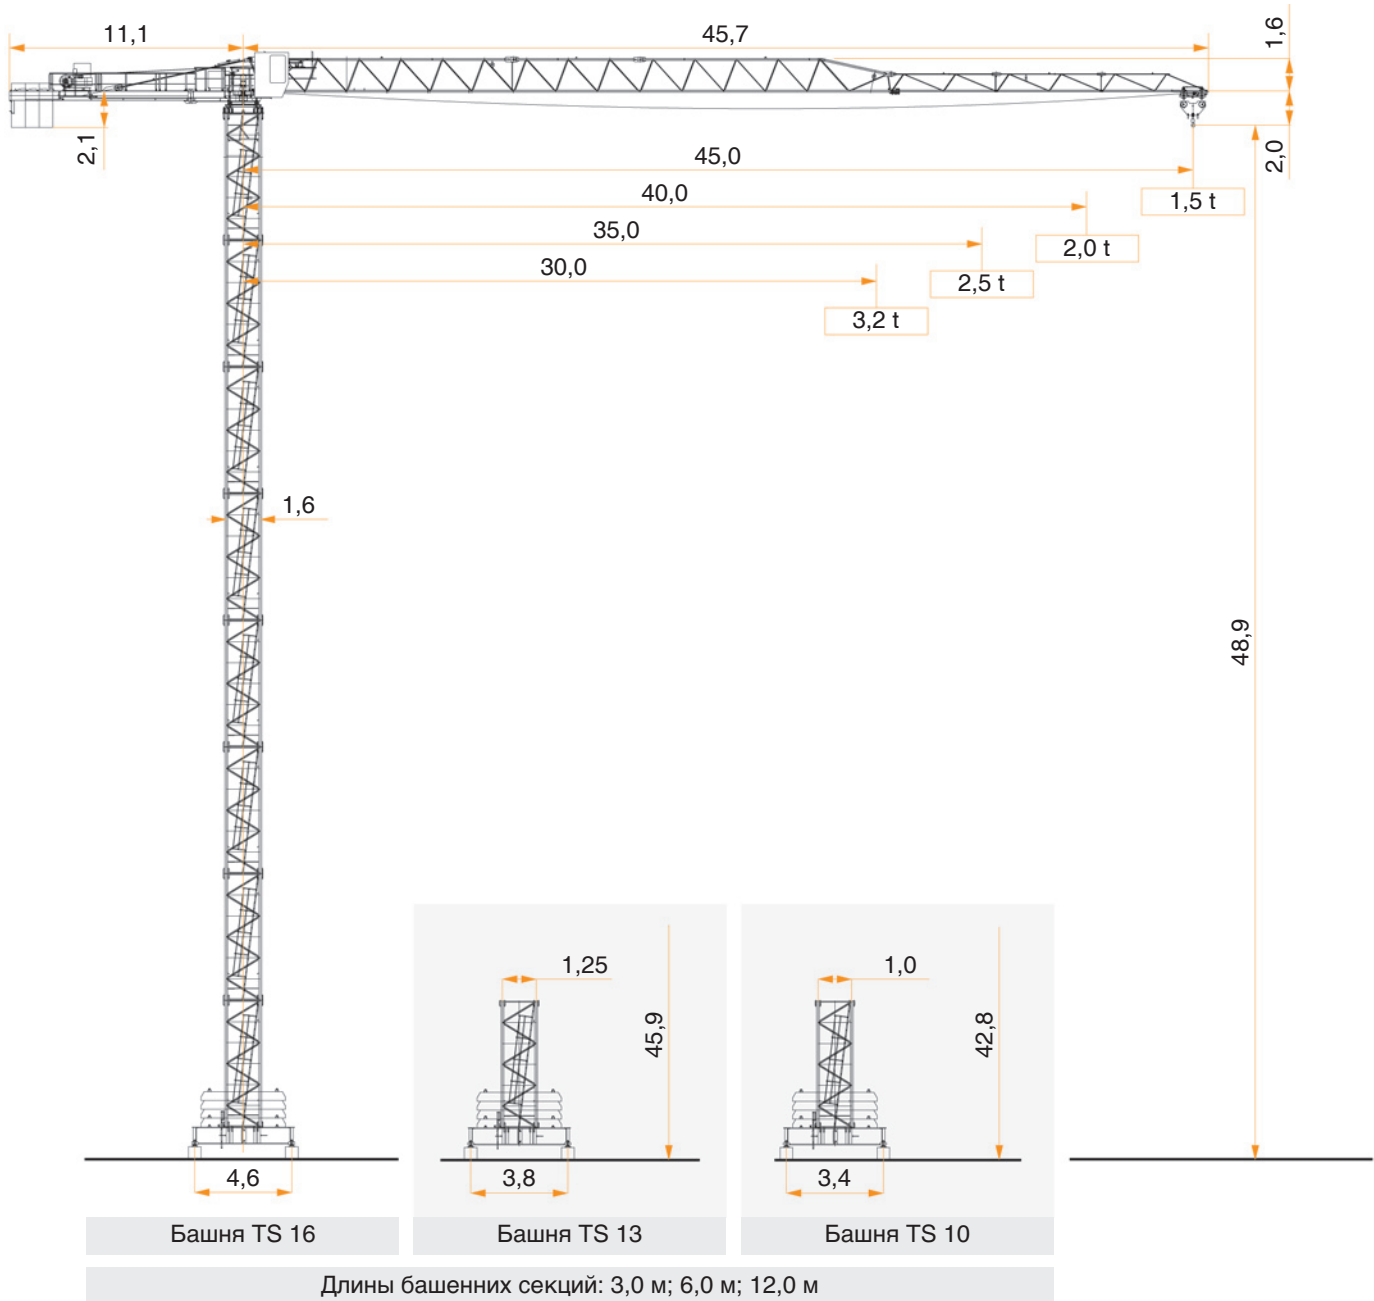 11,1
45,7
1,6
2,1
2,0
45,0
1,5 t
40,0
2,0 t
35,0
2,5 t
30,0
3,2 t
1,6
48,9
1,25
45,9
1,0
42,8
4,6
3,8
3,4
Башня TS 16
Башня TS 13
Башня TS 10
Длины башенних секций: 3,0 м; 6,0 м; 12,0 м